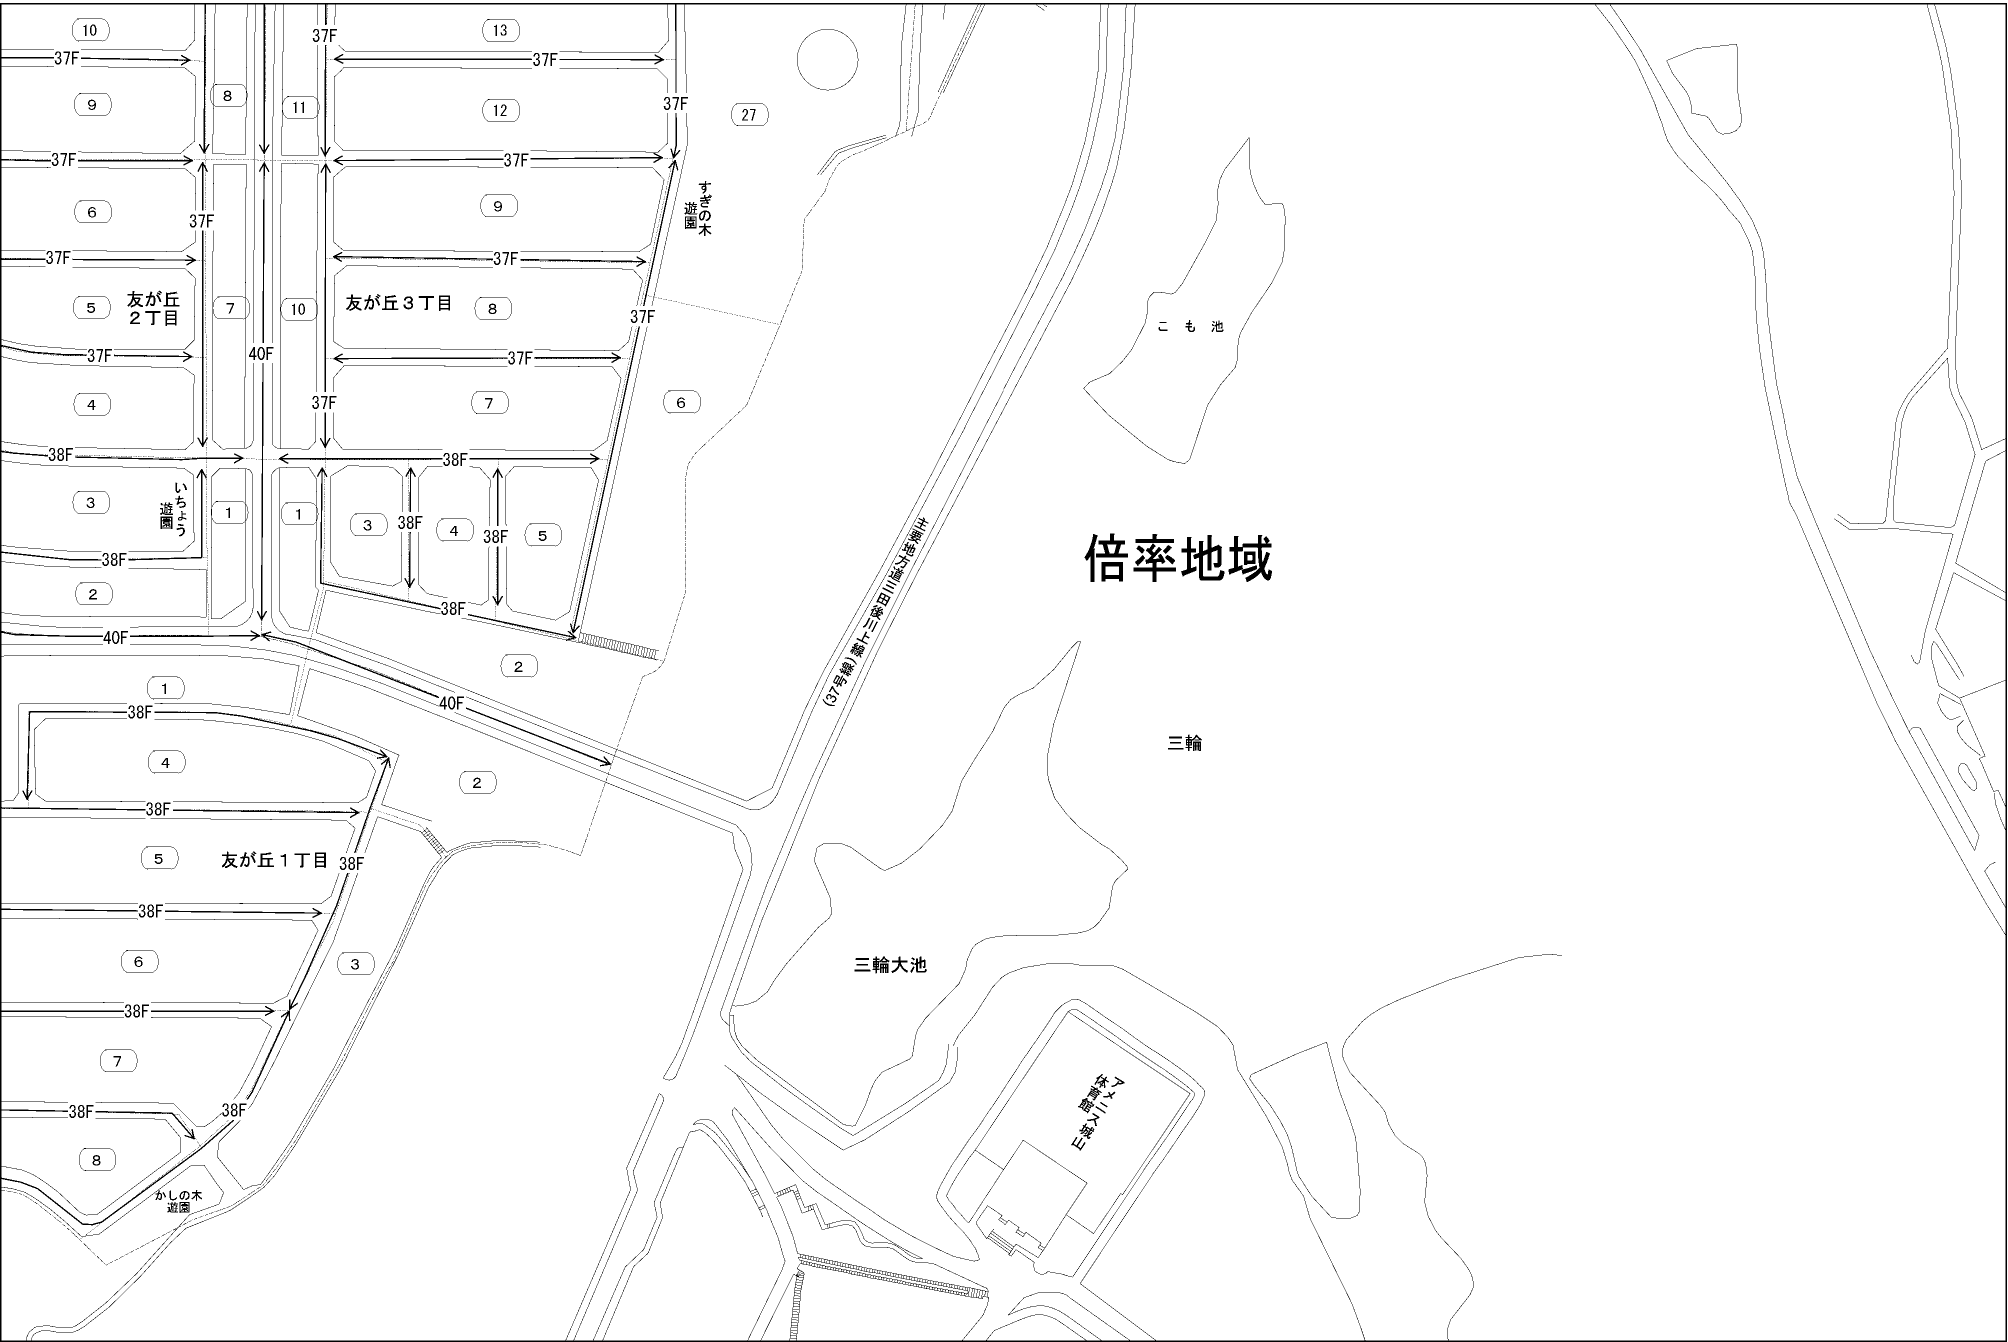 10
37F
13
37F
37F
9
8
11
12
37F
27
37F
37F
6
37F
9
すぎの木
遊園
37F
37F
5
友が丘
2丁目
7
10
友が丘3丁目
8
37F
37F
40F
37F
こも池
4
37F
7
6
38F
38F
3
いちょう
遊園
1
1
3
38F
4
38F
5
38F
2
38F
40F
2
主要地方道三田後川上線
(37号線)
倍率地域
1
38F
40F
三輪
4
2
38F
5
友が丘1丁目
38F
38F
6
3
三輪大池
38F
7
38F
38F
アメニス城山
体育館
8
かしの木
遊園